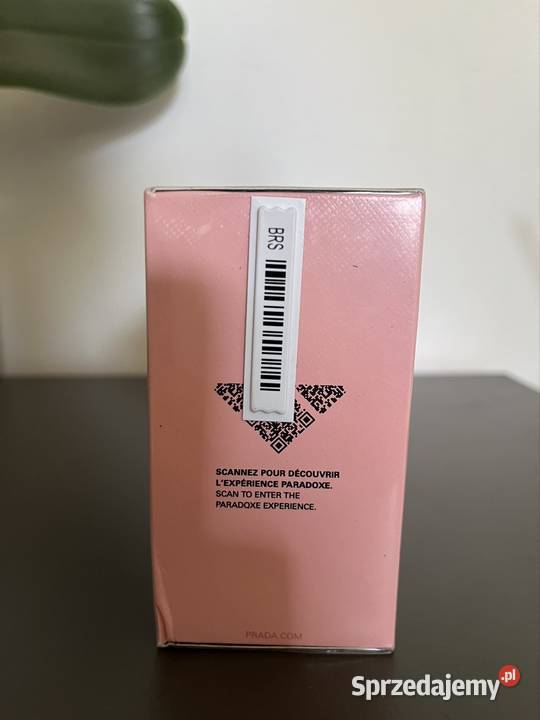 BRS
SCANNEZ POUR DÉCOUVRIR
L'EXPÉRIENCE PARADOXE.
SCAN TO ENTER THE
PARADOXE EXPERIENCE.
PRADA.COM
Sprzedajemy.pl